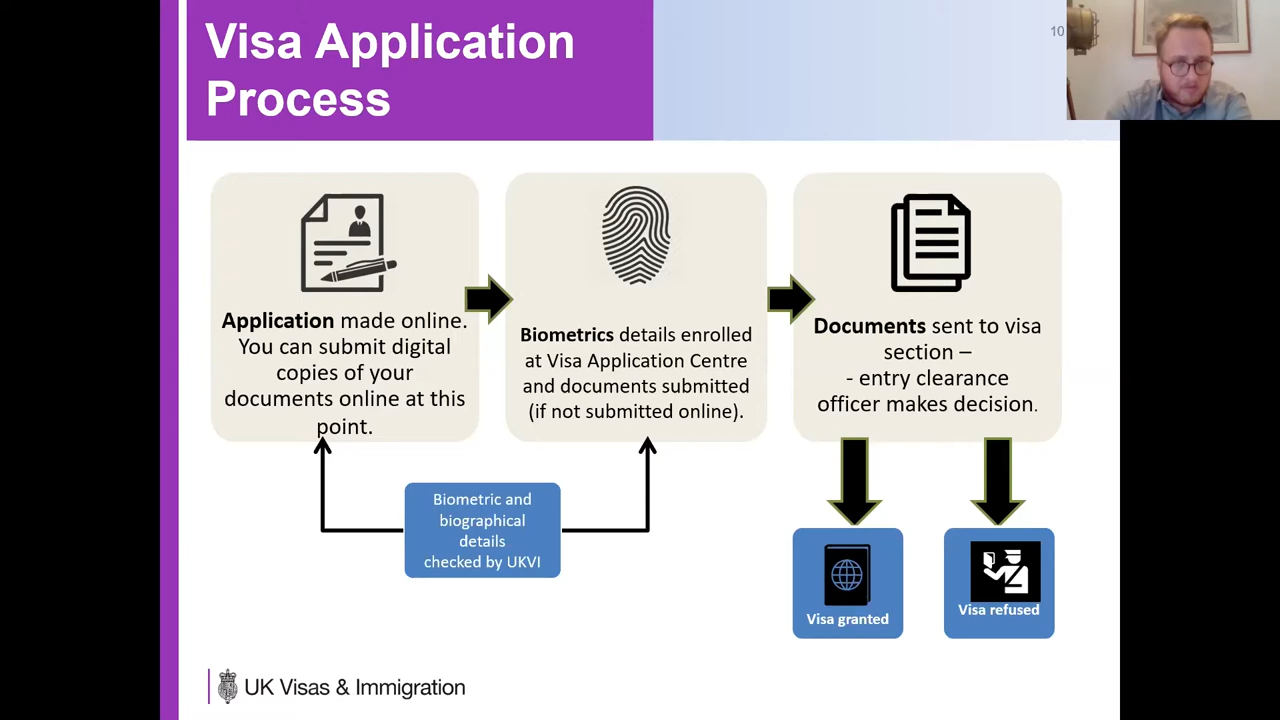 Visa Application
Process
10
Application made online.
You can submit digital
copies of your
documents online at this
point.
Biometrics details enrolled
at Visa Application Centre
and documents submitted
(if not submitted online).
Documents sent to visa
section –
- entry clearance
officer makes decision.
Biometric and
biographical
details
checked by UKVI
Visa granted
Visa refused
UK Visas & Immigration